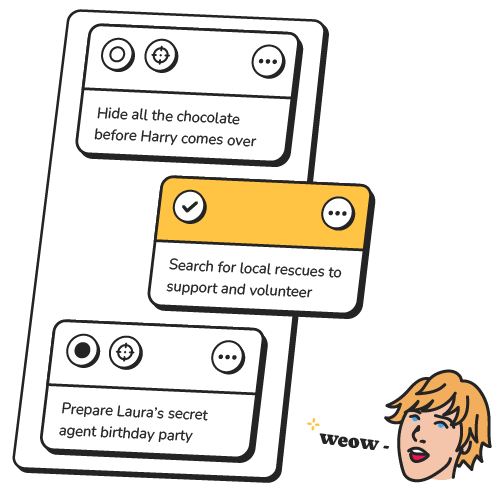 Hide all the chocolate
before Harry comes over
Search for local rescues to
support and volunteer
Prepare Laura's secret
agent birthday party
weow -